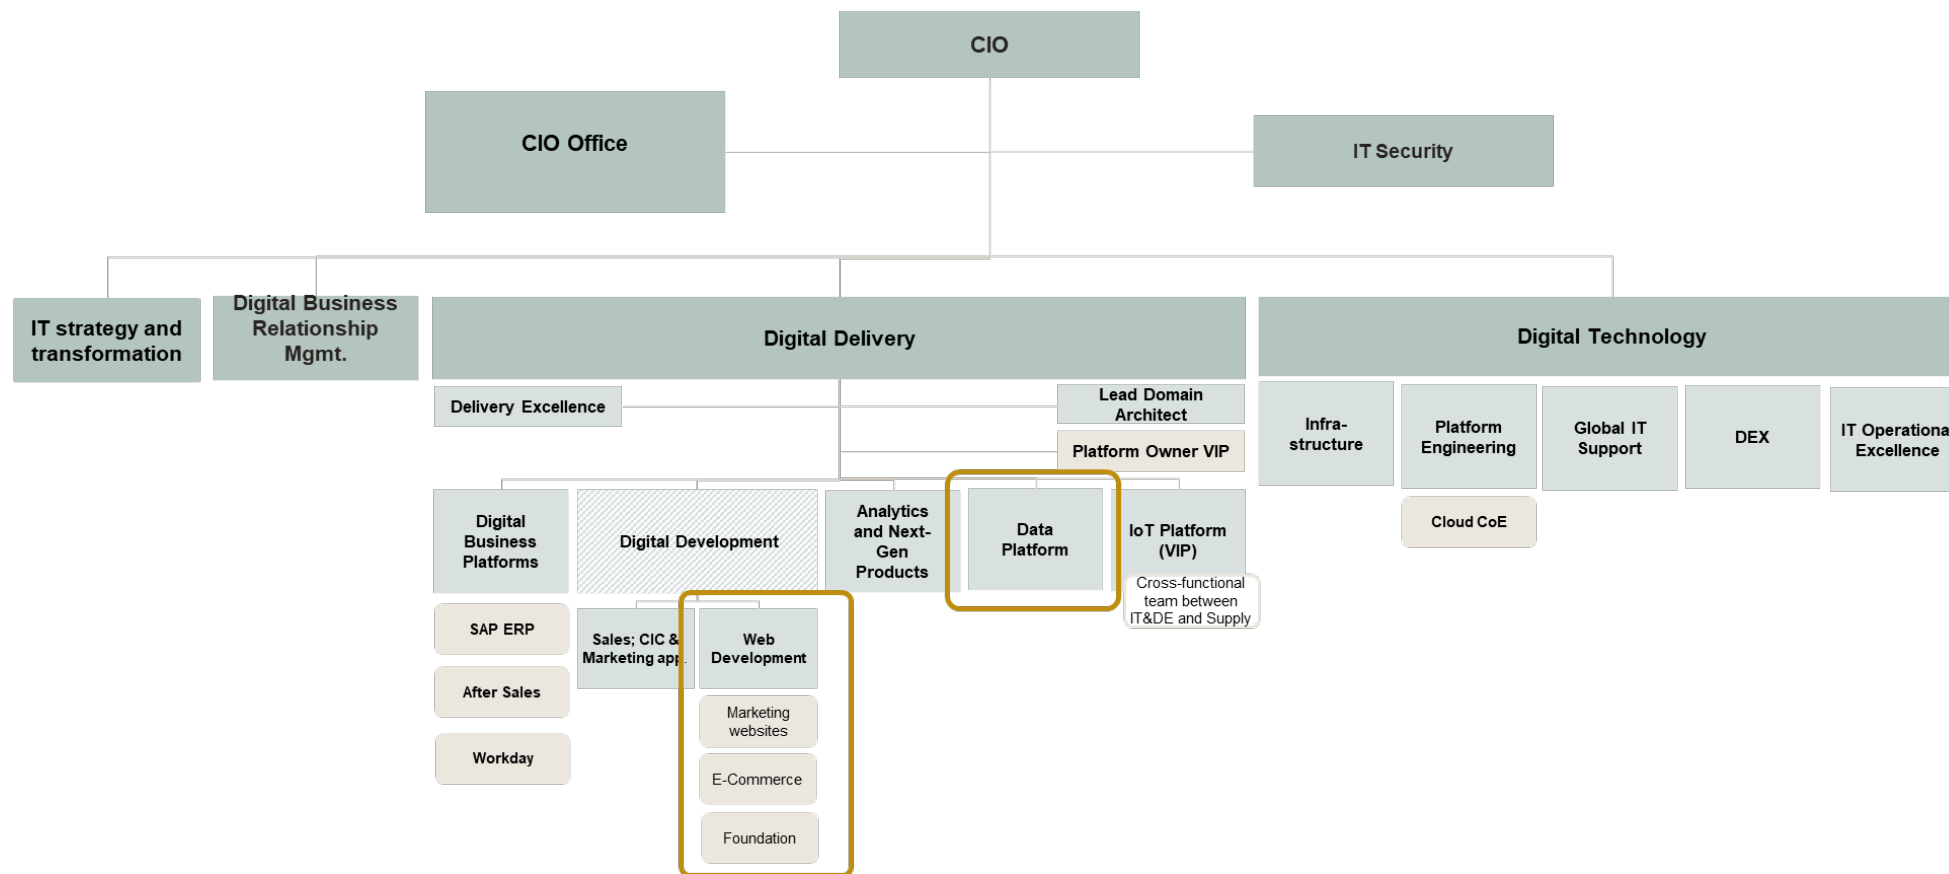 CIO
CIO Office
IT Security
IT strategy and
transformation
Digital Business
Relationship
Mgmt.
Digital Delivery
Digital Technology
Delivery Excellence
Lead Domain
Architect
Platform Owner VIP
Infra-
structure
Platform
Engineering
Global IT
Support
DEX
IT Operationa
Excellence
Cloud CoE
Digital
Business
Platforms
Digital Development
Analytics
and Next-
Gen
Products
Data
Platform
IoT Platform
(VIP)
Cross-functional
team between
IT&DE and Supply
SAP ERP
After Sales
Workday
Sales; CIC &
Marketing app.
Web
Development
Marketing
websites
E-Commerce
Foundation